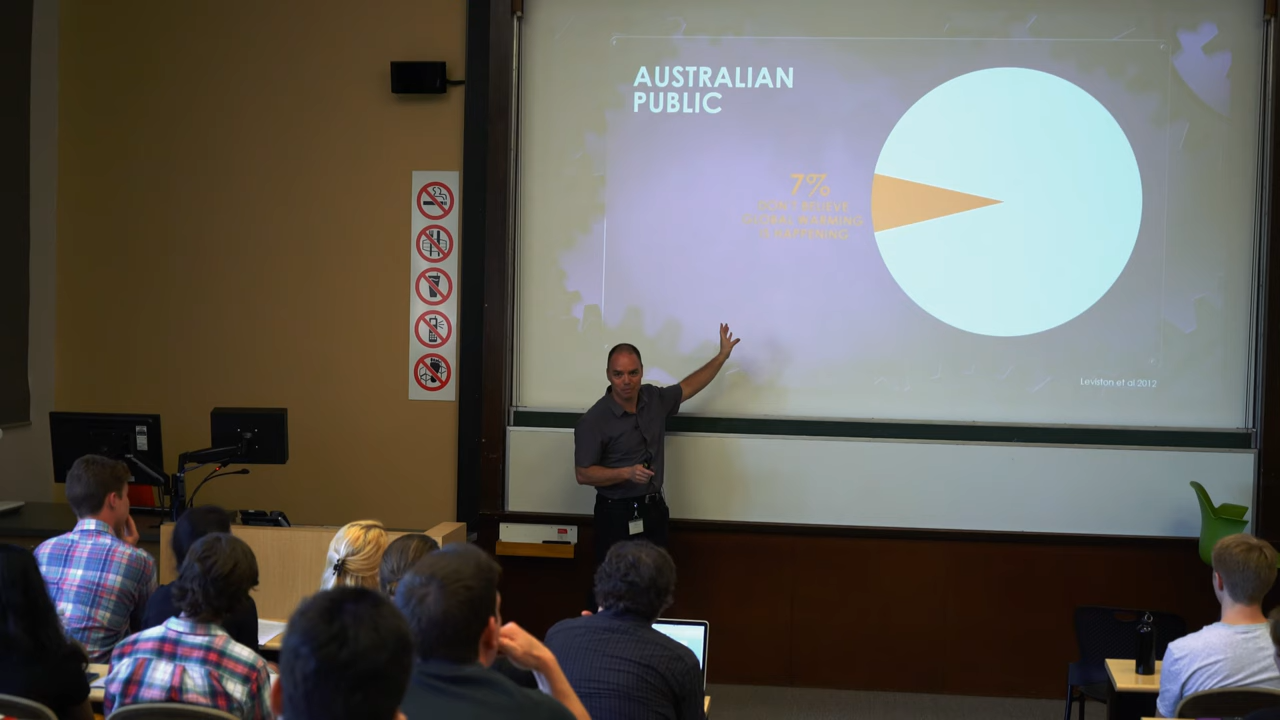 AUSTRALIAN
PUBLIC
7%
DON'T BELIEVE
GLOBAL WARMING
IS HAPPENING
Leviston et al 2012